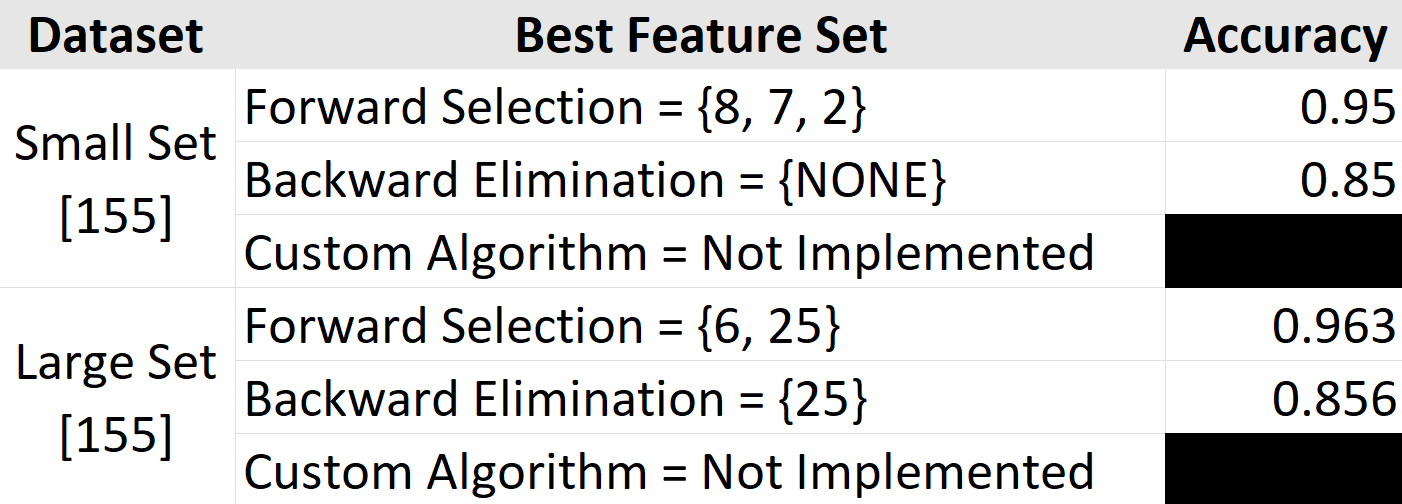 Dataset Best Feature Set Accuracy
Small Set
[155]
Forward Selection = {8, 7, 2} 0.95
Backward Elimination = {NONE} 0.85
Custom Algorithm = Not Implemented
Large Set
[155]
Forward Selection = {6, 25} 0.963
Backward Elimination = {25} 0.856
Custom Algorithm = Not Implemented